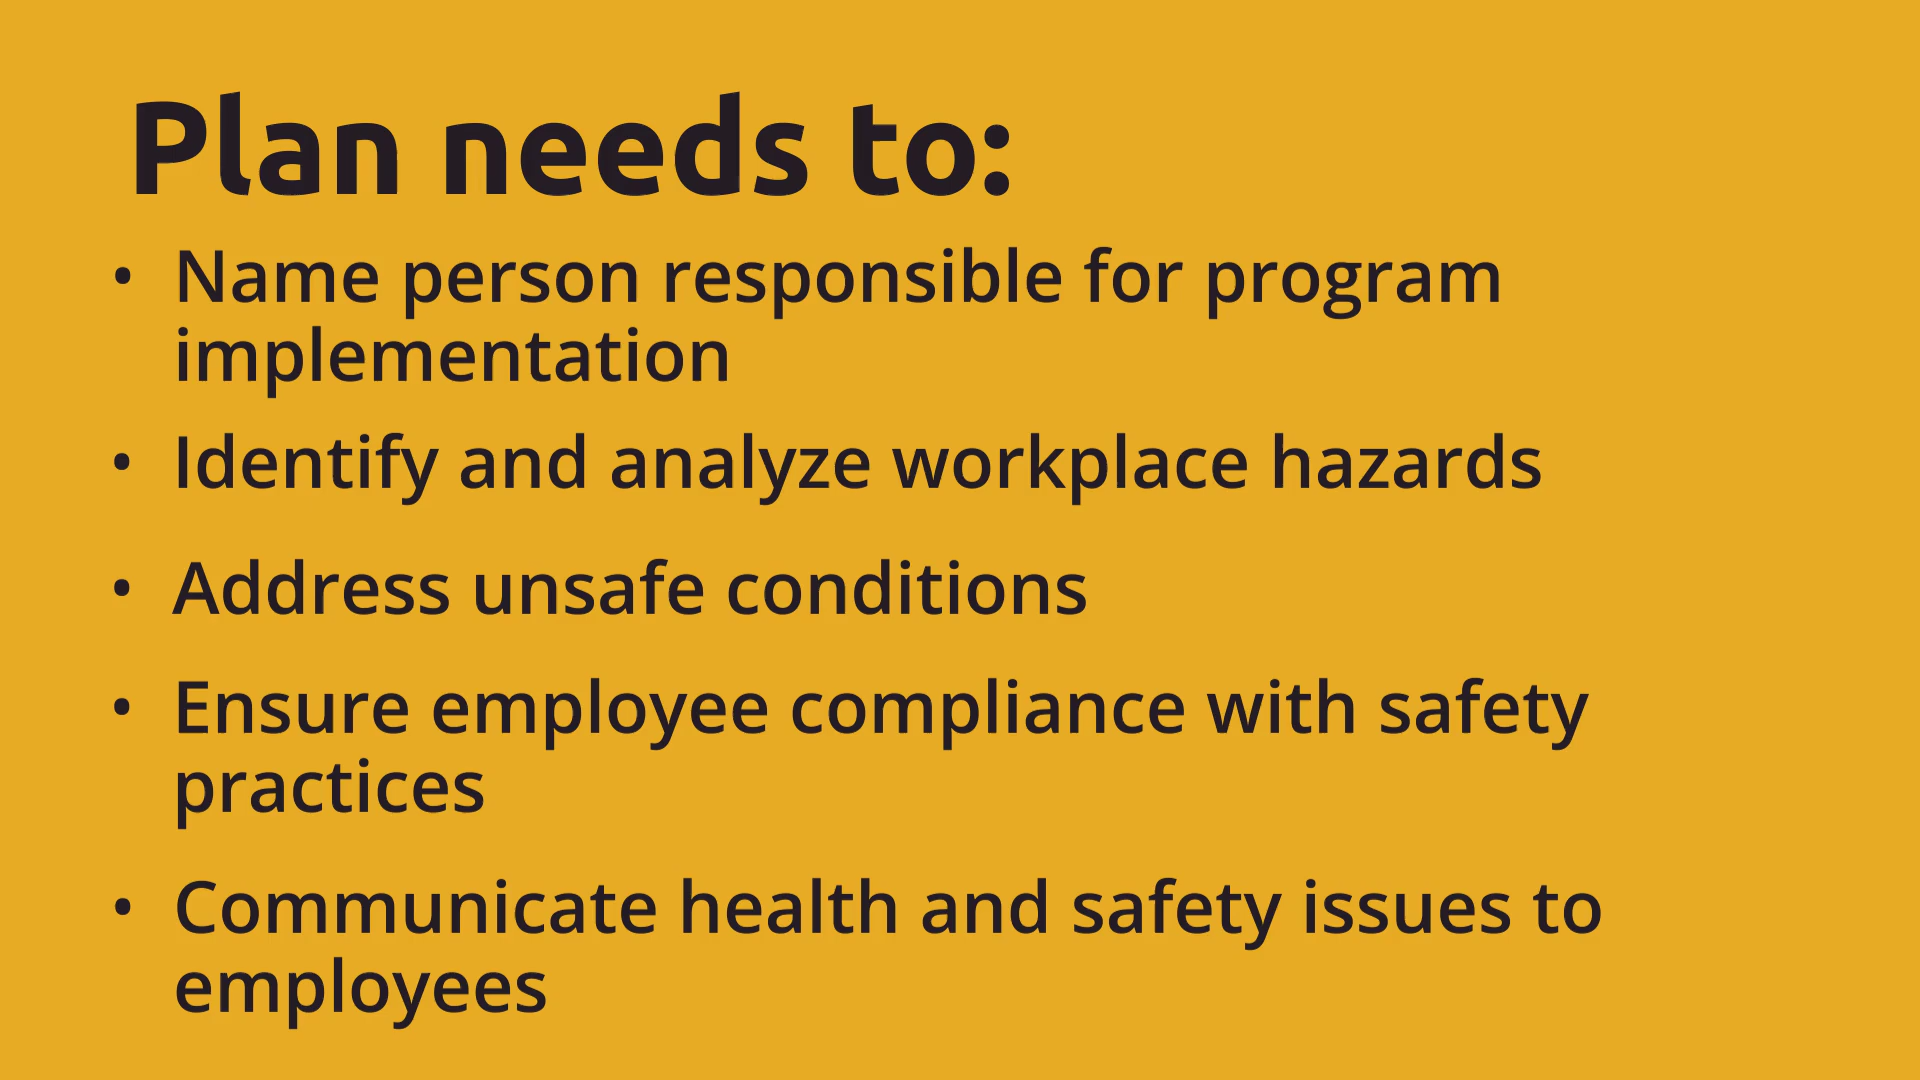 Plan needs to:
• Name person responsible for program
implementation
• Identify and analyze workplace hazards
• Address unsafe conditions
• Ensure employee compliance with safety
practices
• Communicate health and safety issues to
employees